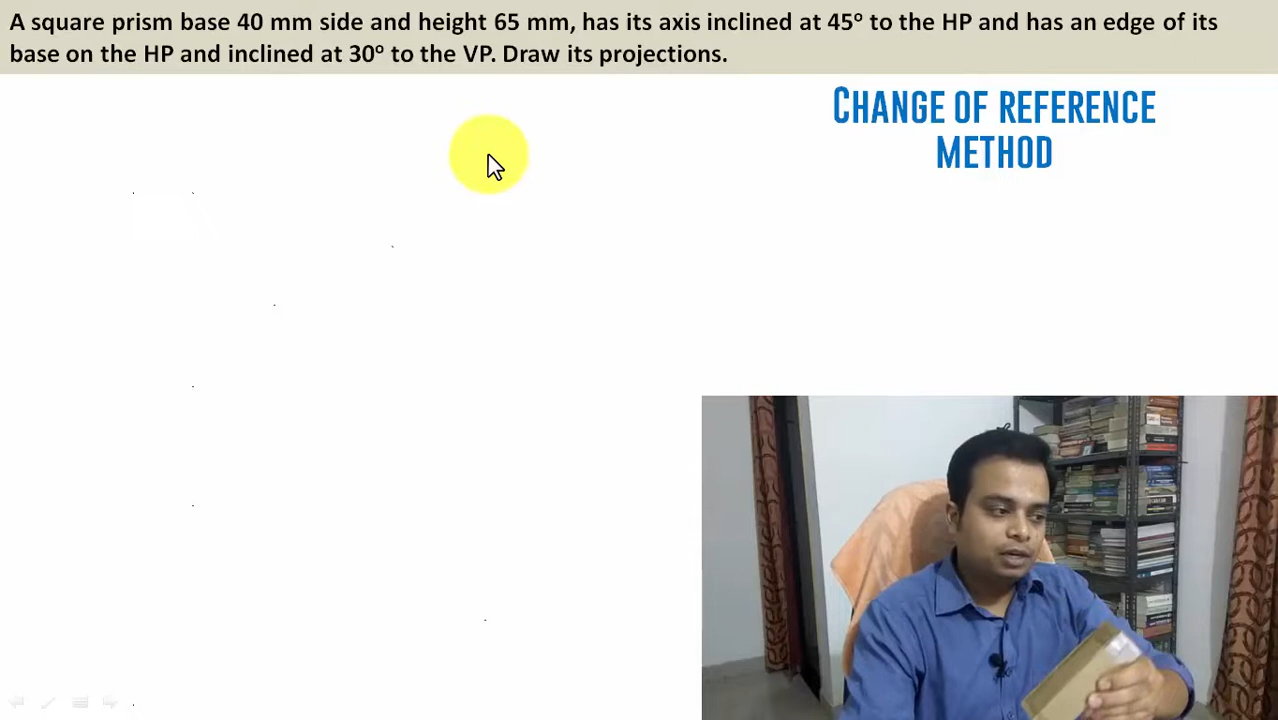 A square prism base 40 mm side and height 65 mm, has its axis inclined at 45º to the HP and has an edge of its
base on the HP and inclined at 30º to the VP. Draw its projections.
CHANGE OF REFERENCE
METHOD